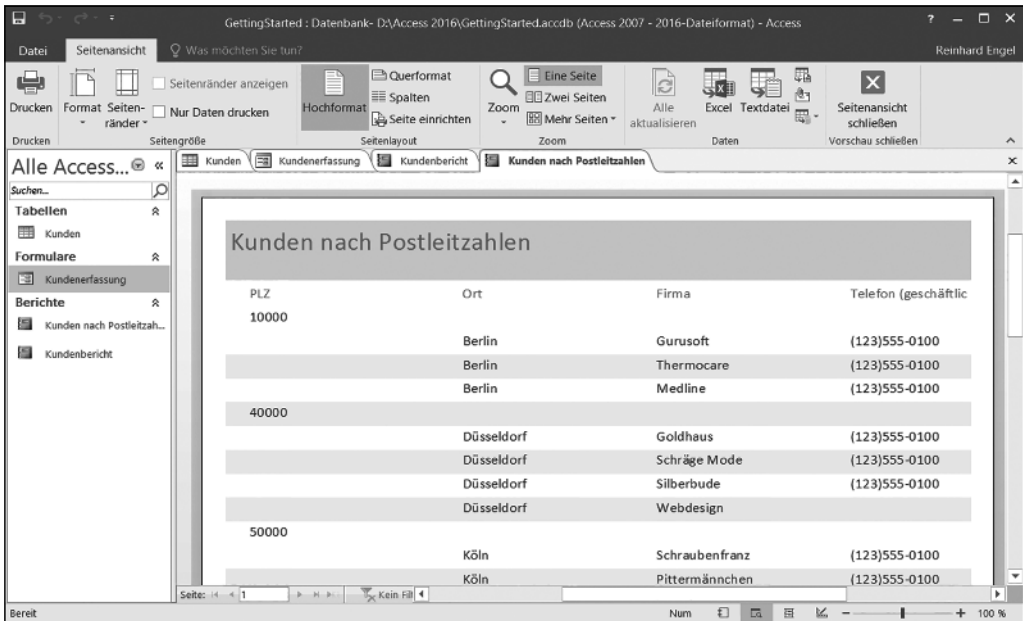 GettingStarted : Datenbank- D:\Access 2016\GettingStarted.accdb (Access 2007 - 2016-Dateiformat) - Access
Datei Seitenansicht Was möchten Sie tun? Reinhard Engel
Drucken
Format
Seiten-
ränder
Seitenränder anzeigen
Nur Daten drucken
Hochformat
Querformat
Spalten
Seite einrichten
Zoom
Eine Seite
Zwei Seiten
Mehr Seiten
Alle
aktualisieren
Excel
Textdatei
Seitenansicht
schließen
Drucken Seitengröße Seitenlayout Zoom Daten Vorschau schließen
Alle Access...
Suchen...
Tabellen
Kunden
Formulare
Kundenerfassung
Berichte
Kunden nach Postleitzah...
Kundenbericht
Kunden Kundenerfassung Kundenbericht Kunden nach Postleitzahlen
Kunden nach Postleitzahlen
PLZ Ort Firma Telefon (geschäftlic
10000
Berlin Gurusoft (123)555-0100
Berlin Thermocare (123)555-0100
Berlin Medline (123)555-0100
40000
Düsseldorf Goldhaus (123)555-0100
Düsseldorf Schräge Mode (123)555-0100
Düsseldorf Silberbude (123)555-0100
Düsseldorf Webdesign
50000
Köln Schraubenfranz (123)555-0100
Köln Pittermännchen (123)555-0100
Seite: 1 Kein Fil
Bereit Num 100 %